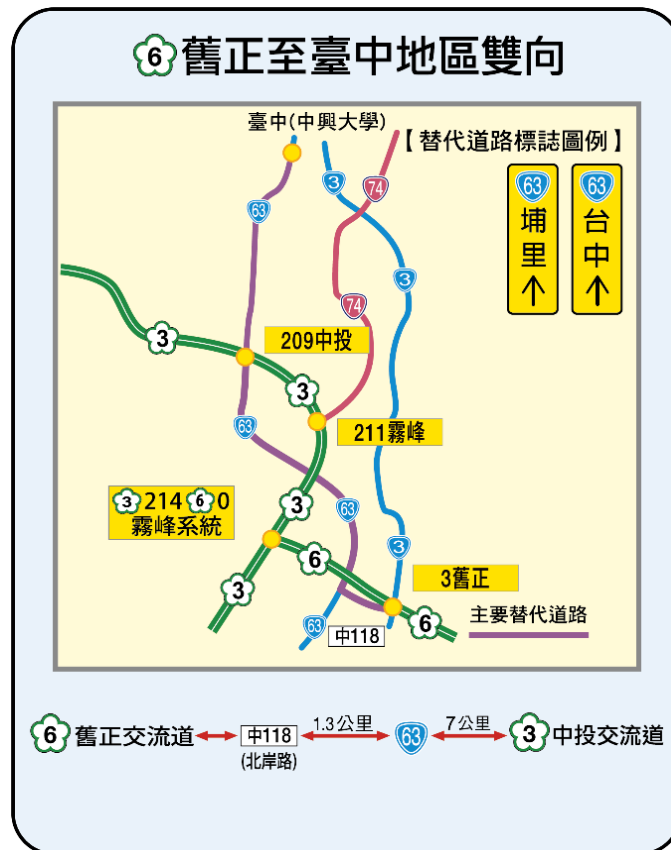 6 舊正至臺中地區雙向
臺中(中興大學)
【替代道路標誌圖例】
63 埔里↑
63 台中↑
3
74
63
3
74
3
209中投
3
63
211霧峰
3 214 6 0
霧峰系統
3
63
3
6
3舊正
3
63
中118
6
主要替代道路
6 舊正交流道 中118 1.3公里 63 7公里 3 中投交流道
(北岸路)